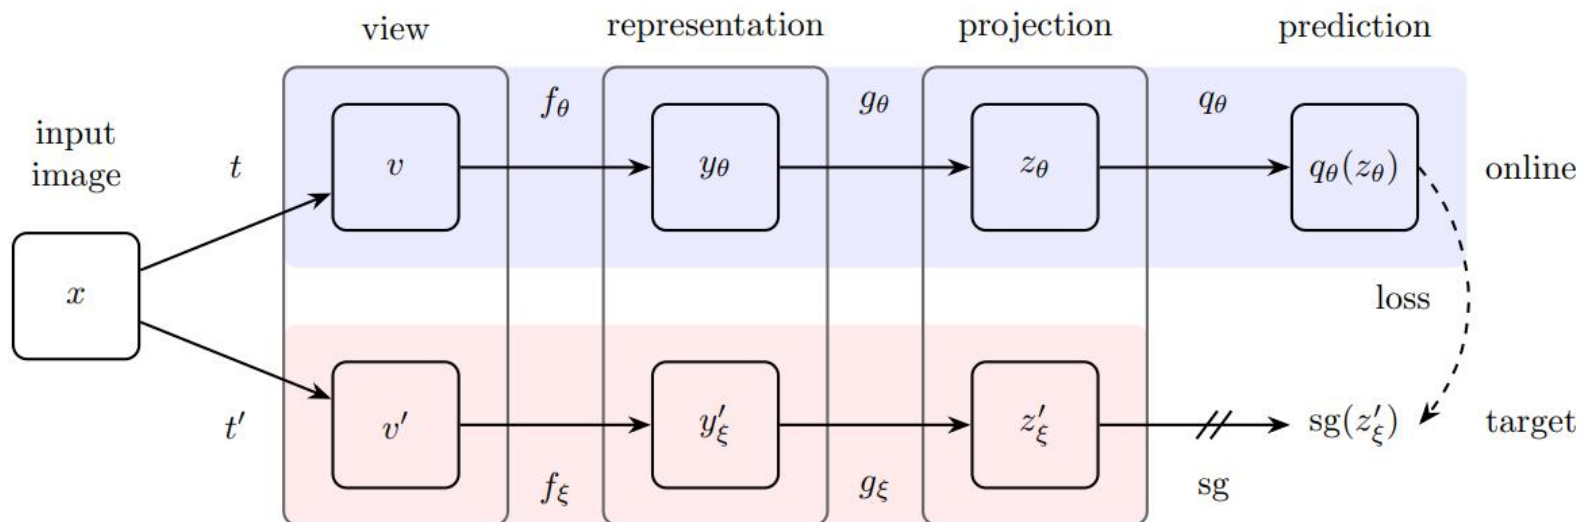 view representation projection prediction
input
image
t
f_θ g_θ q_θ
v y_θ z_θ q_θ(z_θ) online
x
loss
t′
v′ y′_ξ z′_ξ sg(z′_ξ) target
f_ξ g_ξ sg